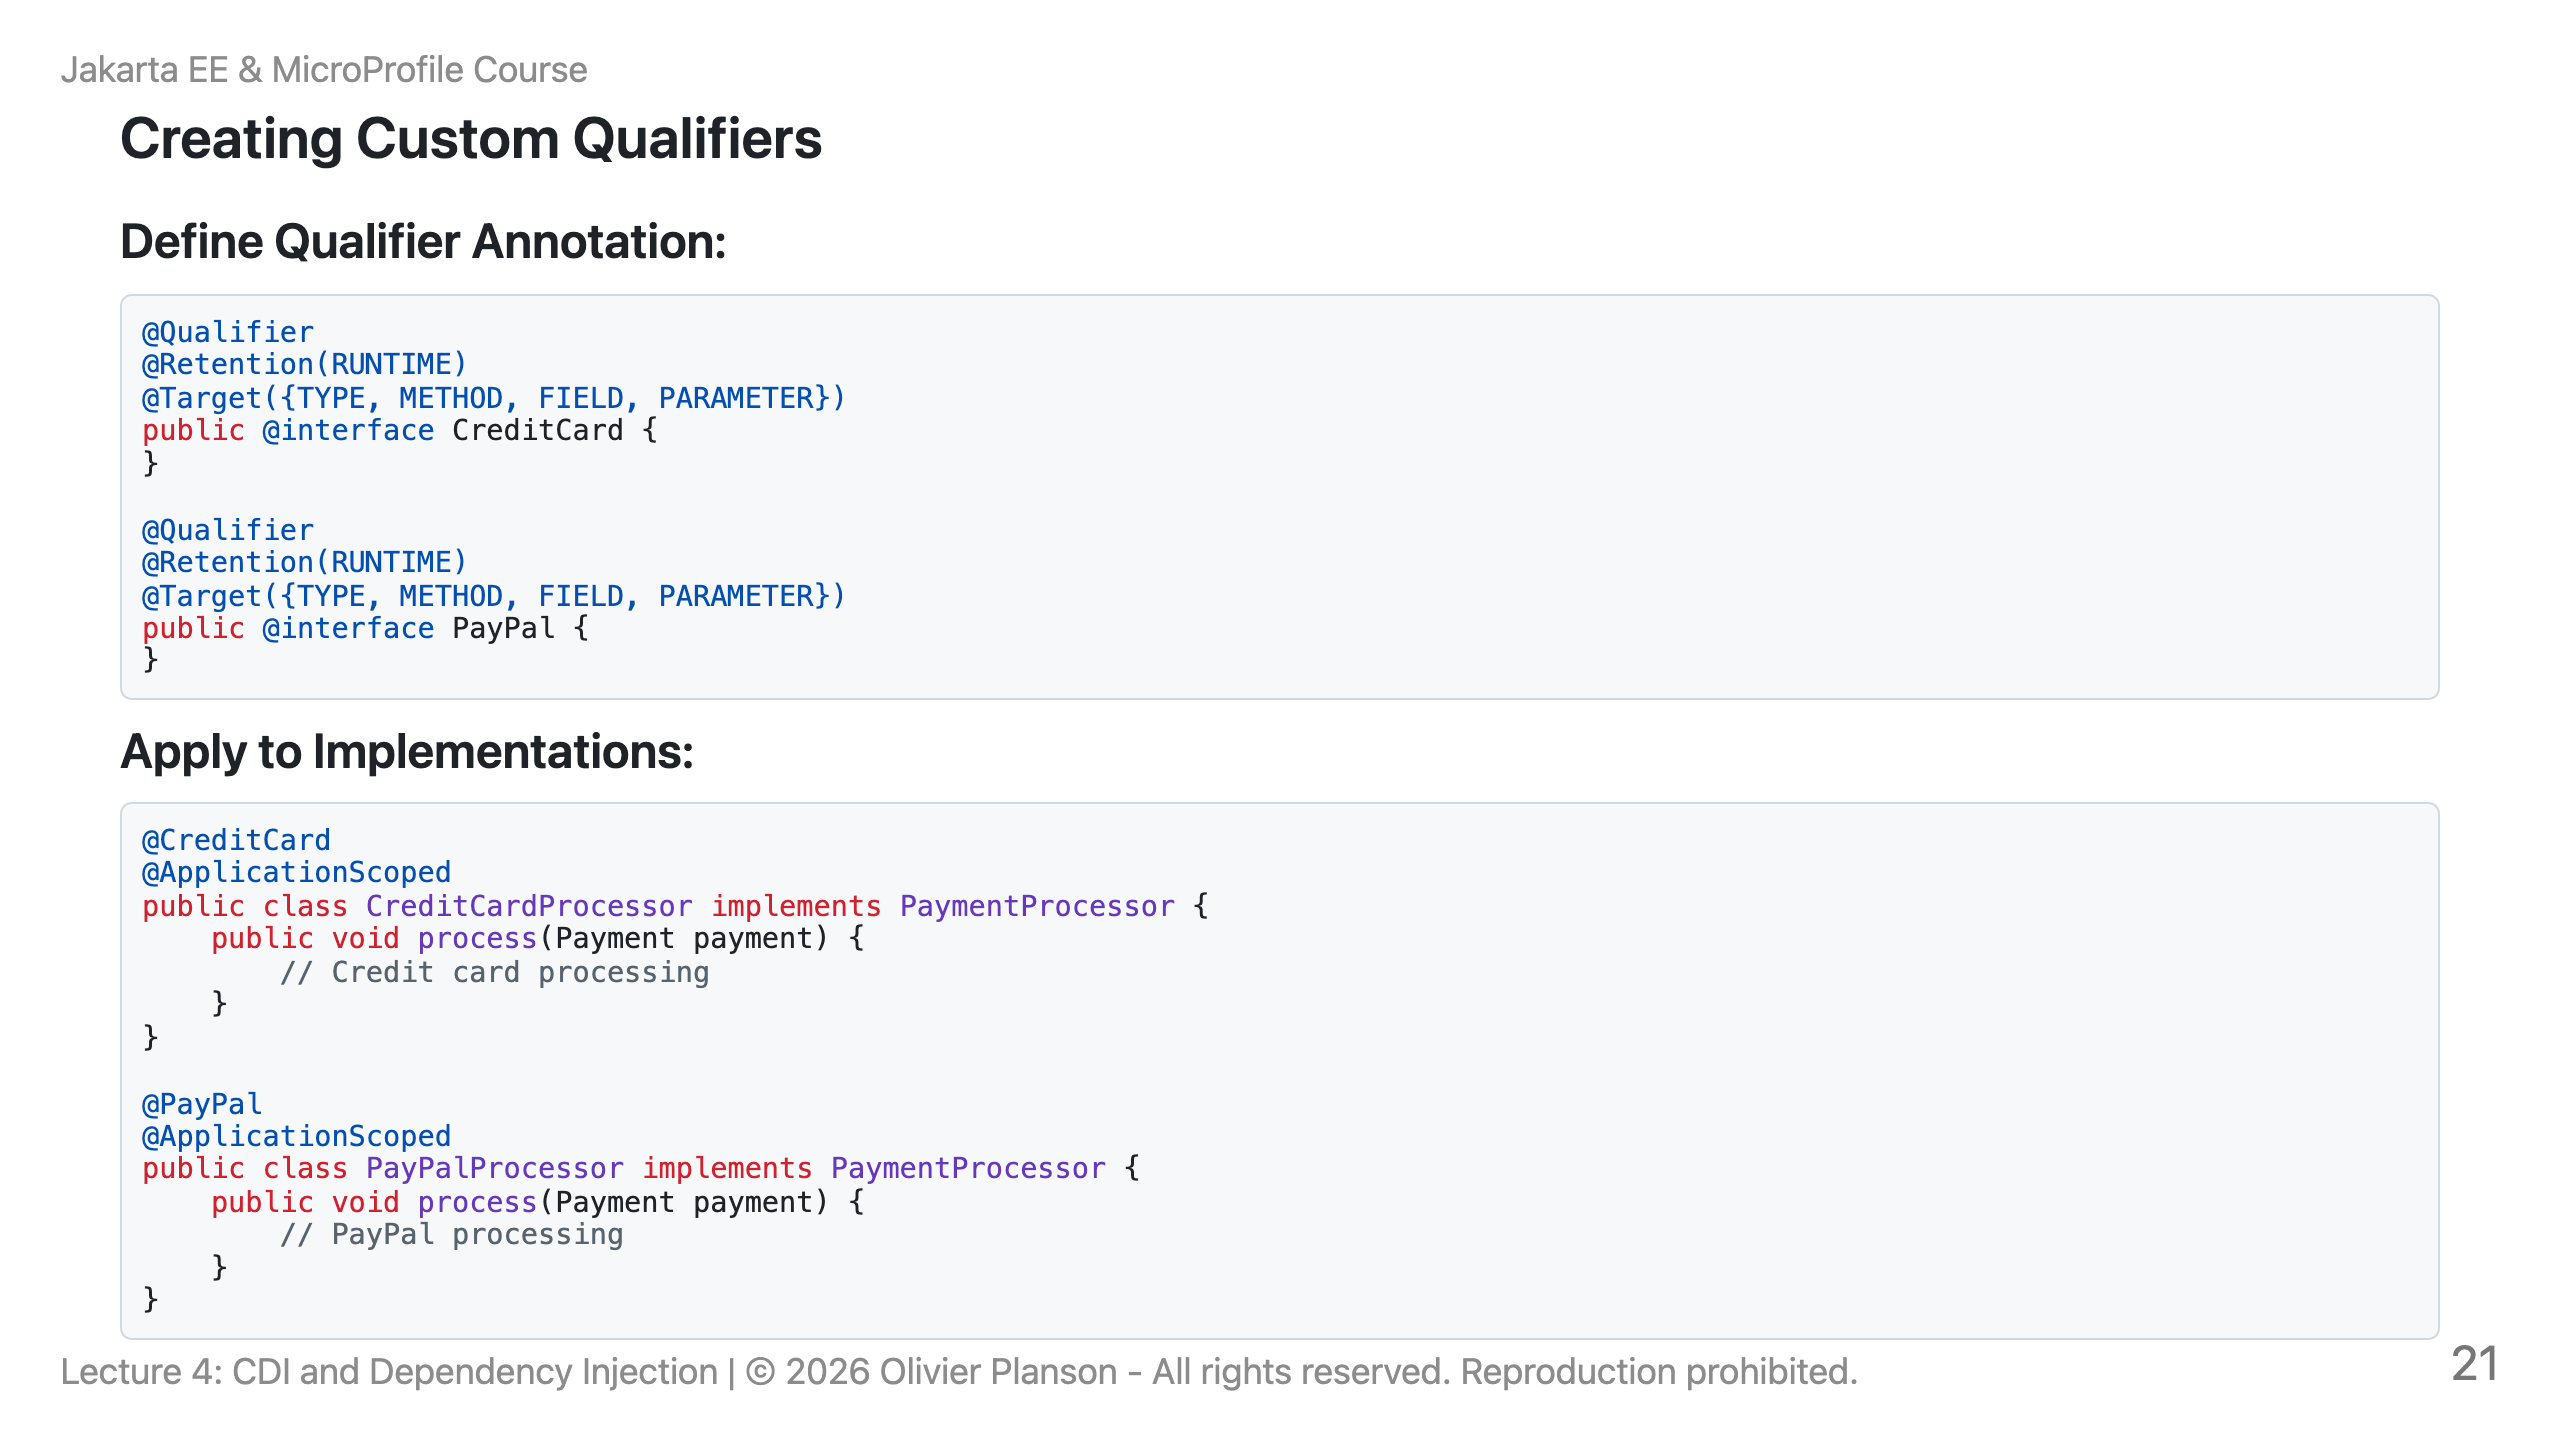 Jakarta EE & MicroProfile Course
Creating Custom Qualifiers
Define Qualifier Annotation:
@Qualifier
@Retention(RUNTIME)
@Target({TYPE, METHOD, FIELD, PARAMETER})
public @interface CreditCard {
}

@Qualifier
@Retention(RUNTIME)
@Target({TYPE, METHOD, FIELD, PARAMETER})
public @interface PayPal {
}
Apply to Implementations:
@CreditCard
@ApplicationScoped
public class CreditCardProcessor implements PaymentProcessor {
    public void process(Payment payment) {
        // Credit card processing
    }
}

@PayPal
@ApplicationScoped
public class PayPalProcessor implements PaymentProcessor {
    public void process(Payment payment) {
        // PayPal processing
    }
}
Lecture 4: CDI and Dependency Injection | © 2026 Olivier Planson - All rights reserved. Reproduction prohibited.
21